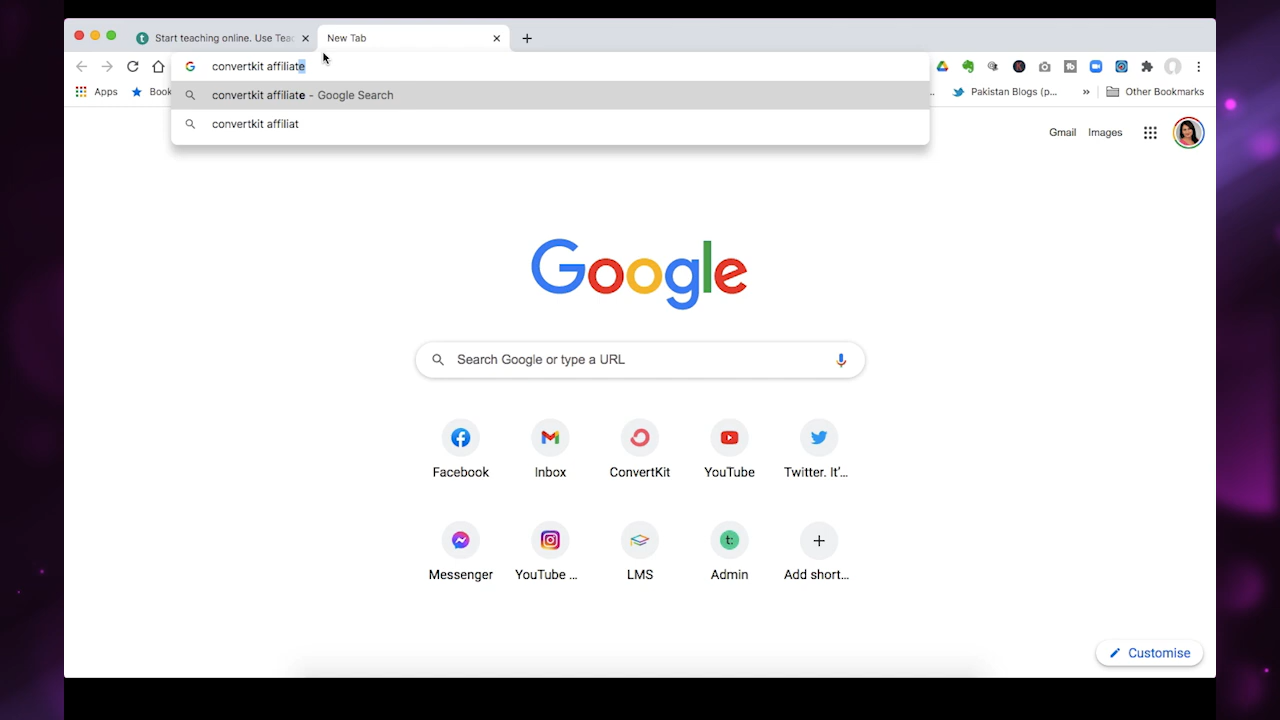 Start teaching online. Use Tea
New Tab
convertkit affiliate
Apps
Book
convertkit affiliate - Google Search
convertkit affiliat
Pakistan Blogs (p...
»
Other Bookmarks
Gmail
Images
Google
Search Google or type a URL
Facebook
Inbox
ConvertKit
YouTube
Twitter. It'...
Messenger
YouTube ...
LMS
t:
Admin
Add short...
Customise